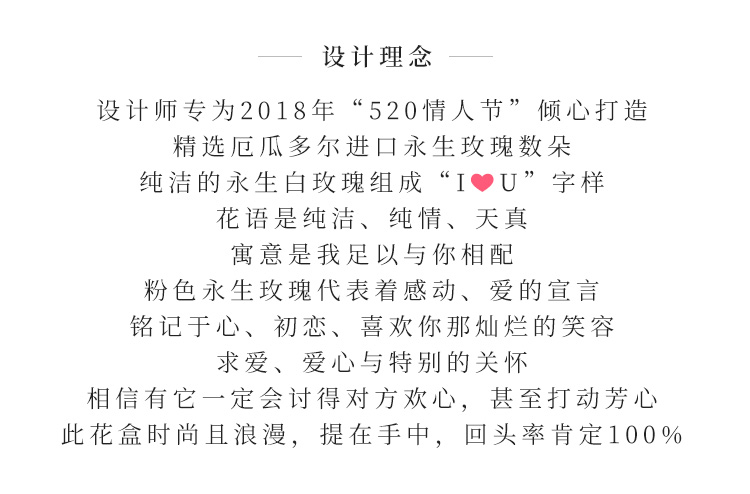 设计理念
设计师专为2018年“520情人节”倾心打造
精选厄瓜多尔进口永生玫瑰数朵
纯洁的永生白玫瑰组成“I❤U”字样
花语是纯洁、纯情、天真
寓意是我足以与你相配
粉色永生玫瑰代表着感动、爱的宣言
铭记于心、初恋、喜欢你那灿烂的笑容
求爱、爱心与特别的关怀
相信有它一定会讨得对方欢心，甚至打动芳心
此花盒时尚且浪漫，提在手中，回头率肯定100%